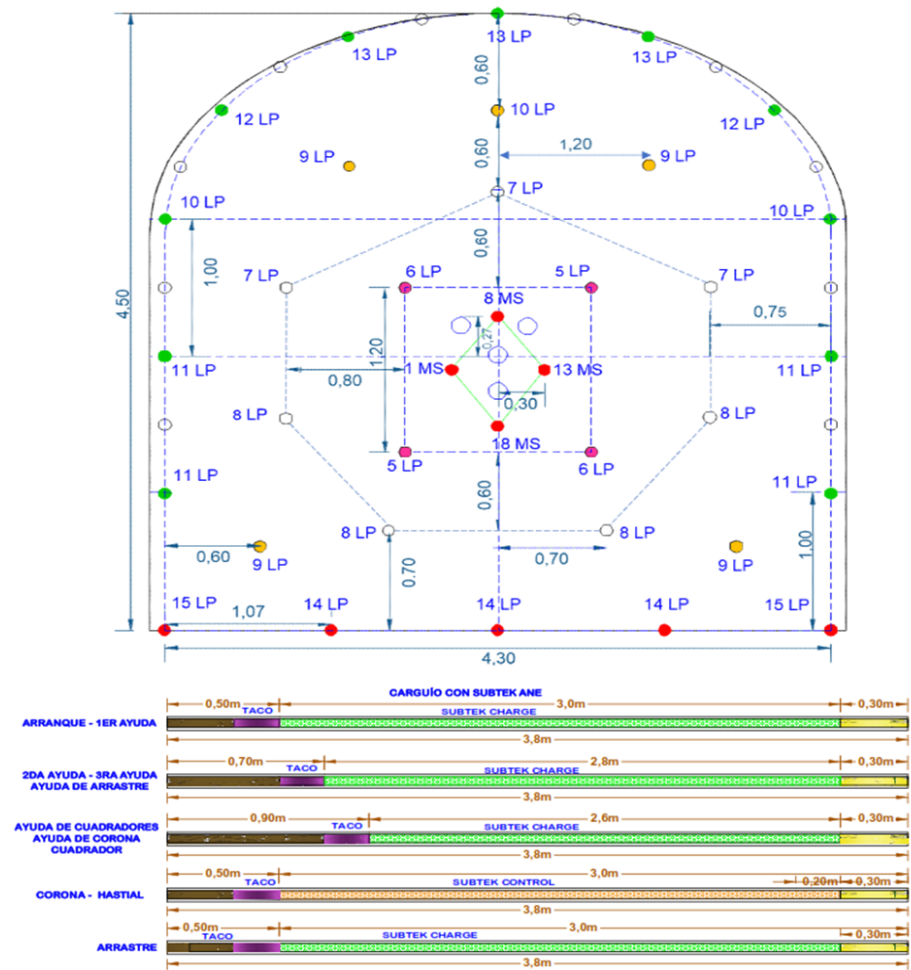 13 LP
13 LP
13 LP
0,60
12 LP
10 LP
12 LP
9 LP
0,60
1,20
9 LP
7 LP
10 LP
10 LP
4,50
1,00
0,60
7 LP
6 LP
5 LP
7 LP
8 MS
0,75
0,27
1,20
11 LP
0,80
1 MS
13 MS
11 LP
0,30
8 LP
8 LP
18 MS
5 LP
6 LP
11 LP
11 LP
0,60
8 LP
8 LP
0,60
0.70
0,70
1,00
9 LP
9 LP
15 LP
1,07
14 LP
14 LP
14 LP
15 LP
4,30
CARGUÍO CON SUBTEK ANE
0,50m
3,0m
0,30m
TACO
SUBTEK CHARGE
ARRANQUE - 1ER AYUDA
3,8m
0,70m
2,8m
0,30m
TACO
SUBTEK CHARGE
2DA AYUDA - 3RA AYUDA
AYUDA DE ARRASTRE
3,8m
0,90m
2,6m
0,30m
TACO
SUBTEK CHARGE
AYUDA DE CUADRADORES
AYUDA DE CORONA
CUADRADOR
3,8m
0,50m
3,0m
TACO
SUBTEK CONTROL
0,20m
0,30m
CORONA - HASTIAL
3,8m
0,50m
3,0m
TACO
SUBTEK CHARGE
0,30m
ARRASTRE
3,8m